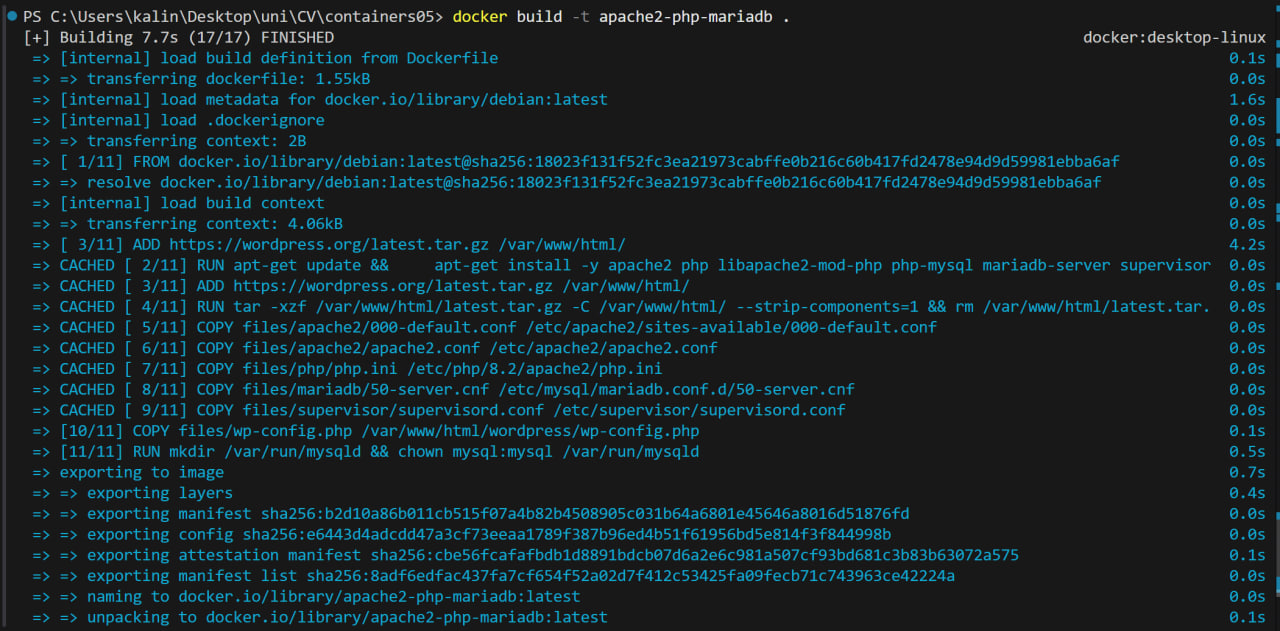 PS C:\Users\kalin\Desktop\uni\CV\containers05> docker build -t apache2-php-mariadb .
[+] Building 7.7s (17/17) FINISHED docker:desktop-linux
=> [internal] load build definition from Dockerfile 0.1s
=> => transferring dockerfile: 1.55kB 0.0s
=> [internal] load metadata for docker.io/library/debian:latest 1.6s
=> [internal] load .dockerignore 0.0s
=> => transferring context: 2B 0.0s
=> [ 1/11] FROM docker.io/library/debian:latest@sha256:18023f131f52fc3ea21973cabffe0b216c60b417fd2478e94d9d59981ebba6af 0.0s
=> => resolve docker.io/library/debian:latest@sha256:18023f131f52fc3ea21973cabffe0b216c60b417fd2478e94d9d59981ebba6af 0.0s
=> [internal] load build context 0.0s
=> => transferring context: 4.06kB 0.0s
=> [ 3/11] ADD https://wordpress.org/latest.tar.gz /var/www/html/ 4.2s
=> CACHED [ 2/11] RUN apt-get update &&     apt-get install -y apache2 php libapache2-mod-php php-mysql mariadb-server supervisor 0.0s
=> CACHED [ 3/11] ADD https://wordpress.org/latest.tar.gz /var/www/html/ 0.0s
=> CACHED [ 4/11] RUN tar -xzf /var/www/html/latest.tar.gz -C /var/www/html/ --strip-components=1 && rm /var/www/html/latest.tar. 0.0s
=> CACHED [ 5/11] COPY files/apache2/000-default.conf /etc/apache2/sites-available/000-default.conf 0.0s
=> CACHED [ 6/11] COPY files/apache2/apache2.conf /etc/apache2/apache2.conf 0.0s
=> CACHED [ 7/11] COPY files/php/php.ini /etc/php/8.2/apache2/php.ini 0.0s
=> CACHED [ 8/11] COPY files/mariadb/50-server.cnf /etc/mysql/mariadb.conf.d/50-server.cnf 0.0s
=> CACHED [ 9/11] COPY files/supervisor/supervisord.conf /etc/supervisor/supervisord.conf 0.0s
=> [10/11] COPY files/wp-config.php /var/www/html/wordpress/wp-config.php 0.1s
=> [11/11] RUN mkdir /var/run/mysqld && chown mysql:mysql /var/run/mysqld 0.5s
=> exporting to image 0.7s
=> => exporting layers 0.4s
=> => exporting manifest sha256:b2d10a86b011cb515f07a4b82b4508905c031b64a6801e45646a8016d51876fd 0.0s
=> => exporting config sha256:e6443d4adcdd47a3cf73eeaa1789f387b96ed4b51f61956bd5e814f3f844998b 0.0s
=> => exporting attestation manifest sha256:cbe56fcafafbdb1d8891bdcb07d6a2e6c981a507cf93bd681c3b83b63072a575 0.1s
=> => exporting manifest list sha256:8adf6edfac437fa7cf654f52a02d7f412c53425fa09fecb71c743963ce42224a 0.0s
=> => naming to docker.io/library/apache2-php-mariadb:latest 0.0s
=> => unpacking to docker.io/library/apache2-php-mariadb:latest 0.1s